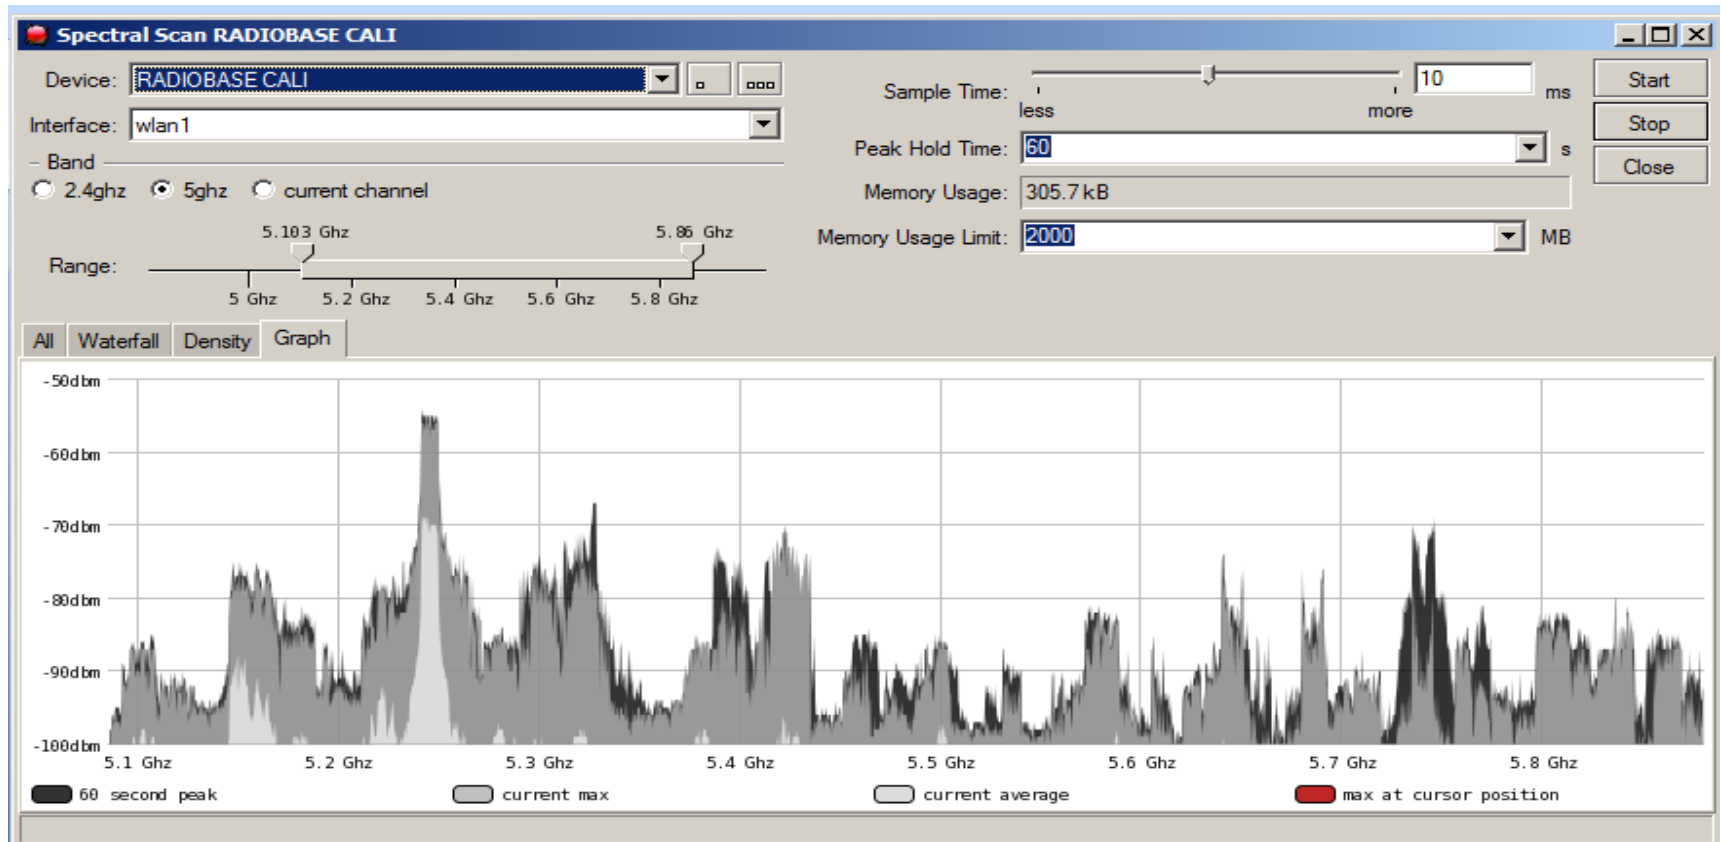 Spectral Scan RADIOBASE CALI
Device: RADIOBASE CALI
Interface: wlan1
Band
2.4ghz 5ghz current channel
5.103 Ghz 5.86 Ghz
Range:
5 Ghz 5.2 Ghz 5.4 Ghz 5.6 Ghz 5.8 Ghz
Sample Time: 10 ms
less more
Peak Hold Time: 60 s
Memory Usage: 305.7 kB
Memory Usage Limit: 2000 MB
Start
Stop
Close
All Waterfall Density Graph
-50dbm
-60dbm
-70dbm
-80dbm
-90dbm
-100dbm
5.1 Ghz 5.2 Ghz 5.3 Ghz 5.4 Ghz 5.5 Ghz 5.6 Ghz 5.7 Ghz 5.8 Ghz
60 second peak current max current average max at cursor position